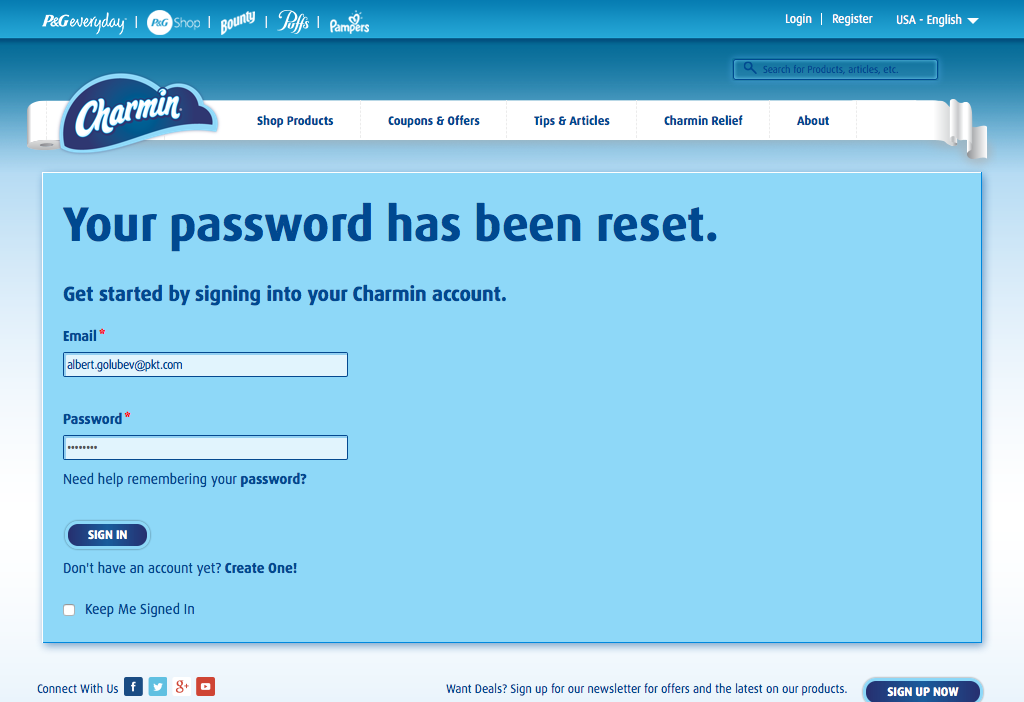 P&G everyday | P&G Shop | Bounty | Puffs | Pampers
Login | Register USA - English
Search for Products, articles, etc.
Charmin
Shop Products Coupons & Offers Tips & Articles Charmin Relief About
Your password has been reset.
Get started by signing into your Charmin account.
Email *
albert.golubev@pkt.com
Password *
••••••••
Need help remembering your password?
SIGN IN
Don't have an account yet? Create One!
Keep Me Signed In
Connect With Us f g+ Want Deals? Sign up for our newsletter for offers and the latest on our products. SIGN UP NOW